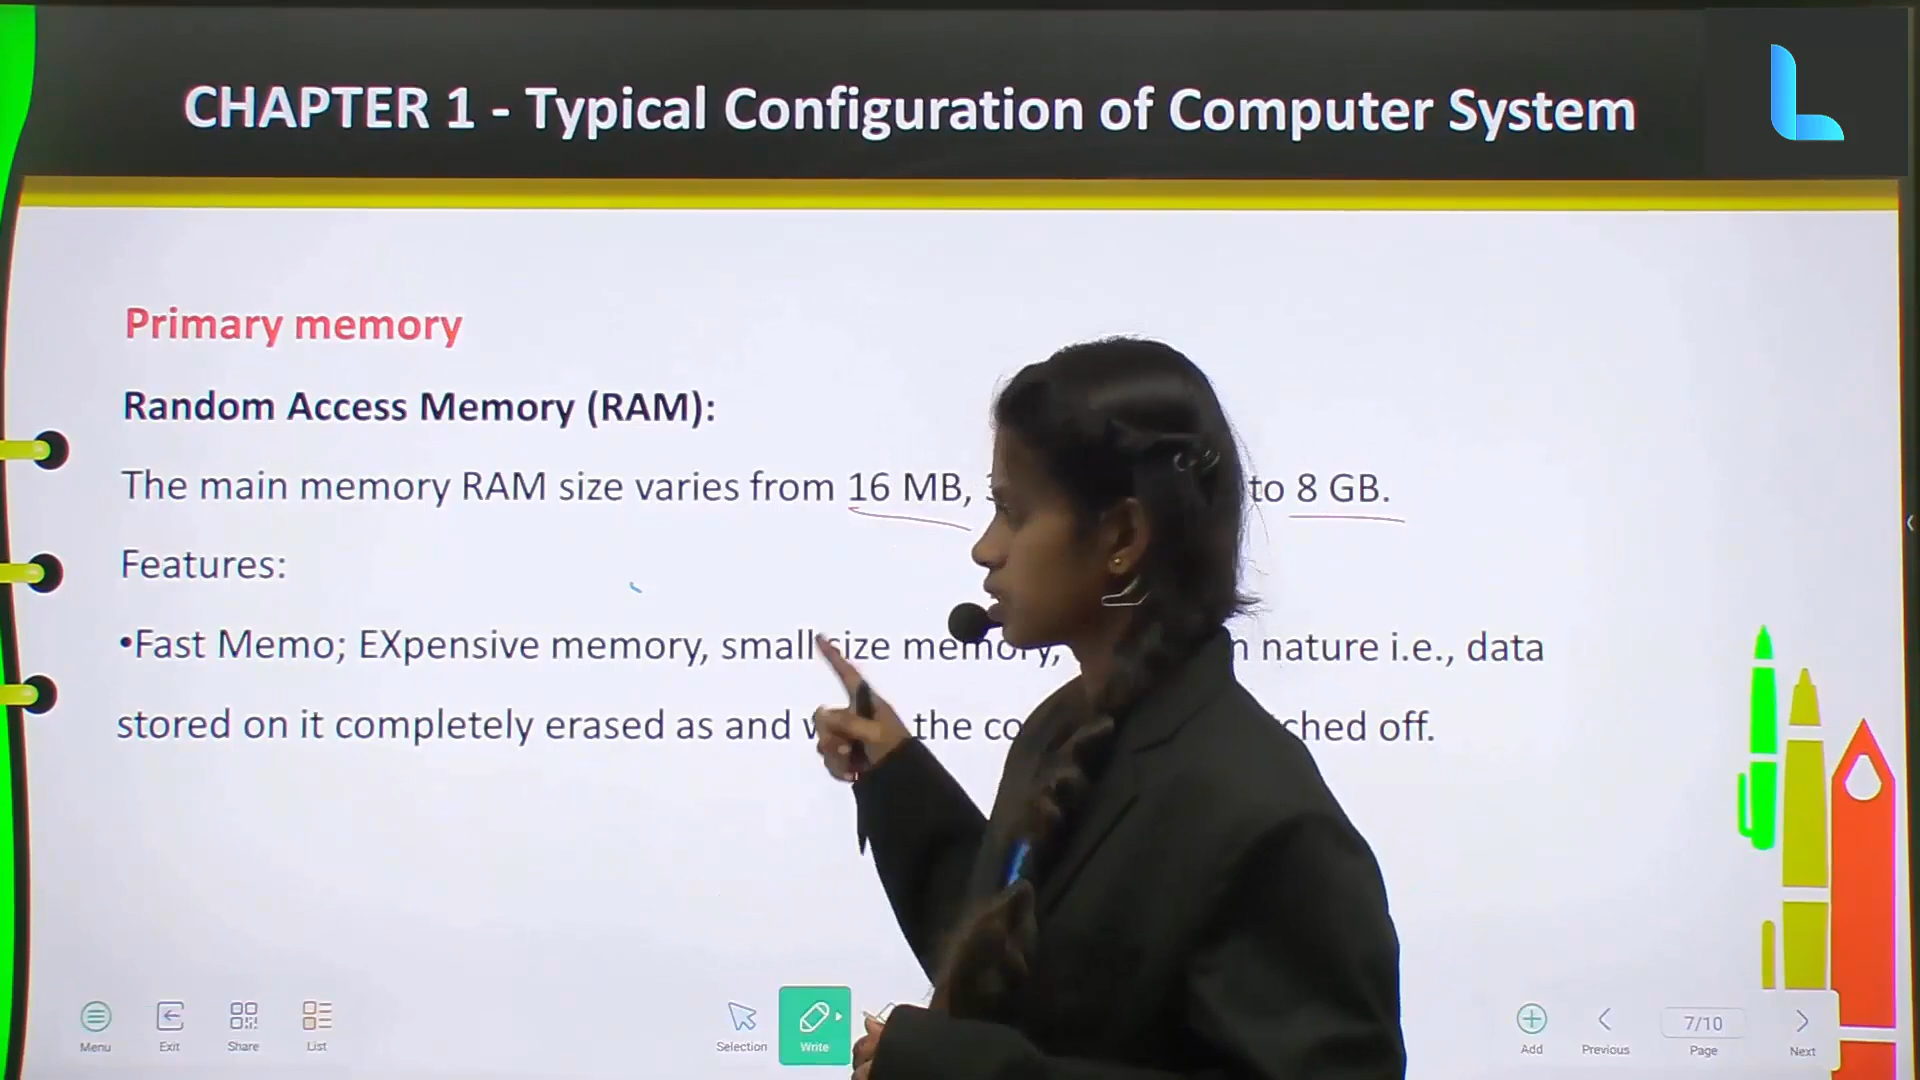 CHAPTER 1 - Typical Configuration of Computer System
Primary memory
Random Access Memory (RAM):
The main memory RAM size varies from 16 MB, to 8 GB.
Features:
•Fast Memo; EXpensive memory, small size memory, nature i.e., data
stored on it completely erased as and the off.
Menu Exit Share List Selection Write Add Previous 7/10 Page Next